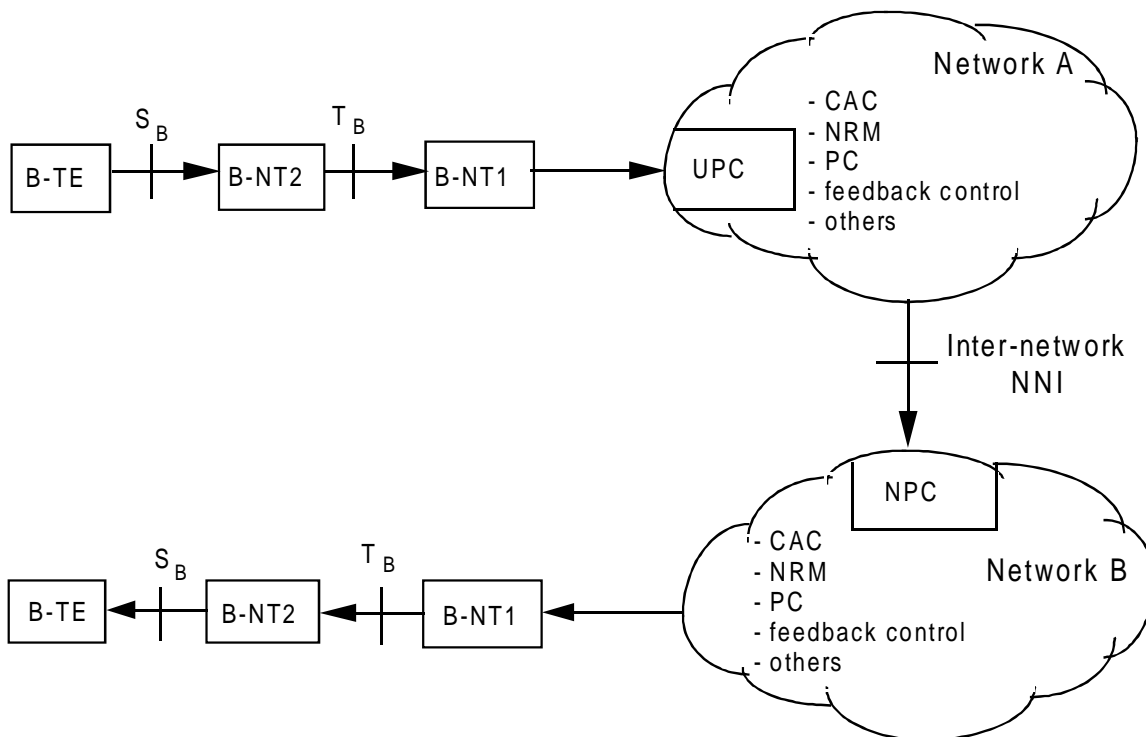 Network A
S B
T B
- CAC
- NRM
- PC
- feedback control
- others
B-TE
B-NT2
B-NT1
UPC
Inter-network
NNI
NPC
S B
T B
- CAC
- NRM
- PC
- feedback control
- others
Network B
B-TE
B-NT2
B-NT1